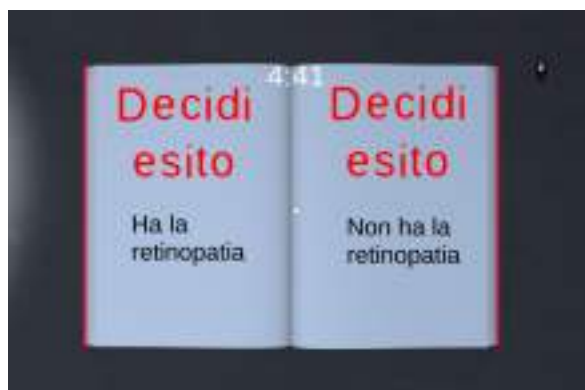 4:41
Decidi
esito
Ha la
retinopatia
Decidi
esito
Non ha la
retinopatia